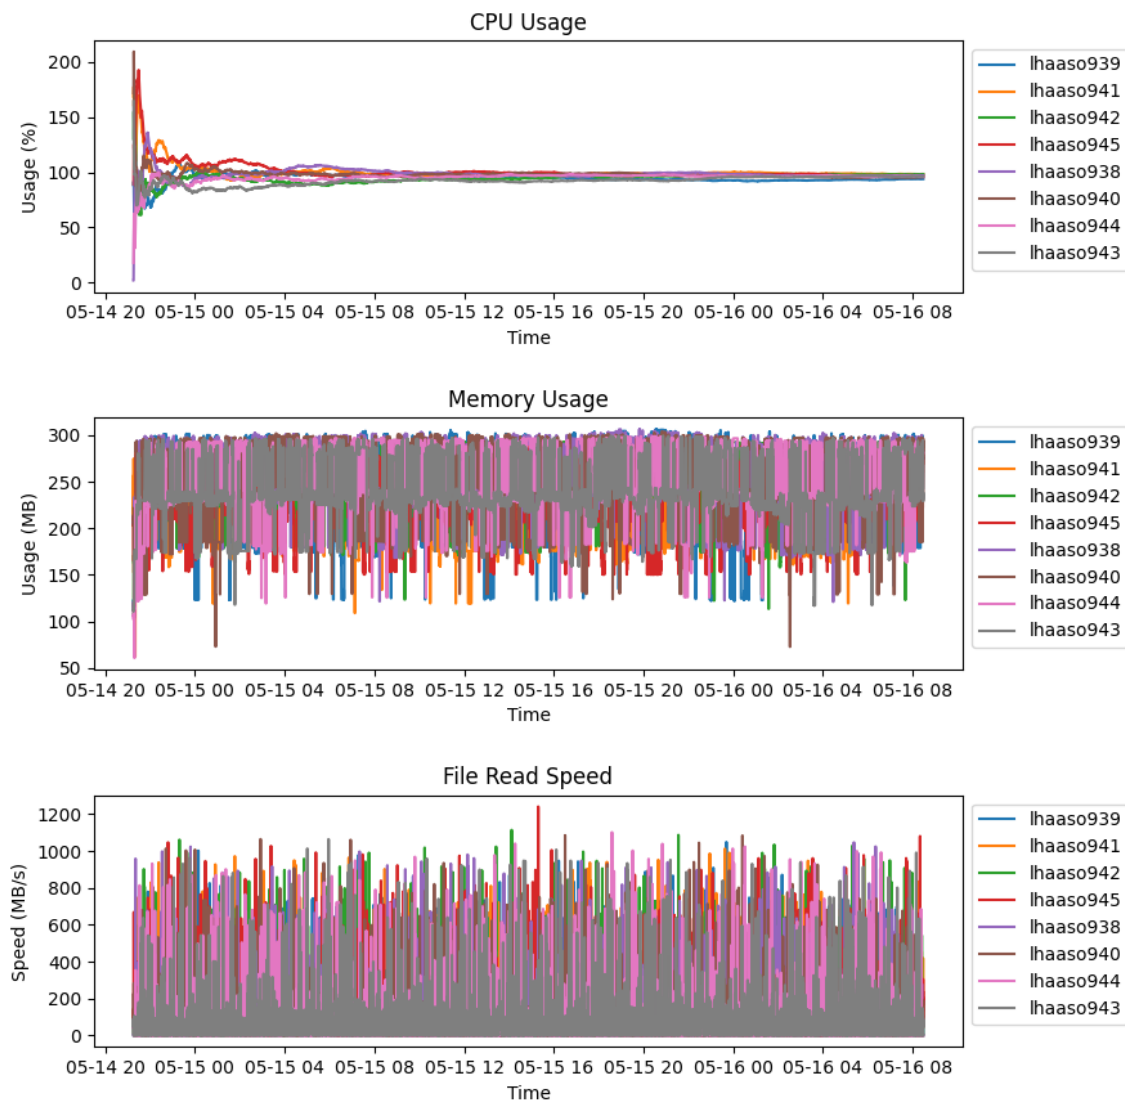 CPU Usage
Usage (%)
200
150
100
50
0
05-14 20 05-15 00 05-15 04 05-15 08 05-15 12 05-15 16 05-15 20 05-16 00 05-16 04 05-16 08
Time
lhaaso939
lhaaso941
lhaaso942
lhaaso945
lhaaso938
lhaaso940
lhaaso944
lhaaso943
Memory Usage
Usage (MB)
300
250
200
150
100
50
05-14 20 05-15 00 05-15 04 05-15 08 05-15 12 05-15 16 05-15 20 05-16 00 05-16 04 05-16 08
Time
lhaaso939
lhaaso941
lhaaso942
lhaaso945
lhaaso938
lhaaso940
lhaaso944
lhaaso943
File Read Speed
Speed (MB/s)
1200
1000
800
600
400
200
0
05-14 20 05-15 00 05-15 04 05-15 08 05-15 12 05-15 16 05-15 20 05-16 00 05-16 04 05-16 08
Time
lhaaso939
lhaaso941
lhaaso942
lhaaso945
lhaaso938
lhaaso940
lhaaso944
lhaaso943